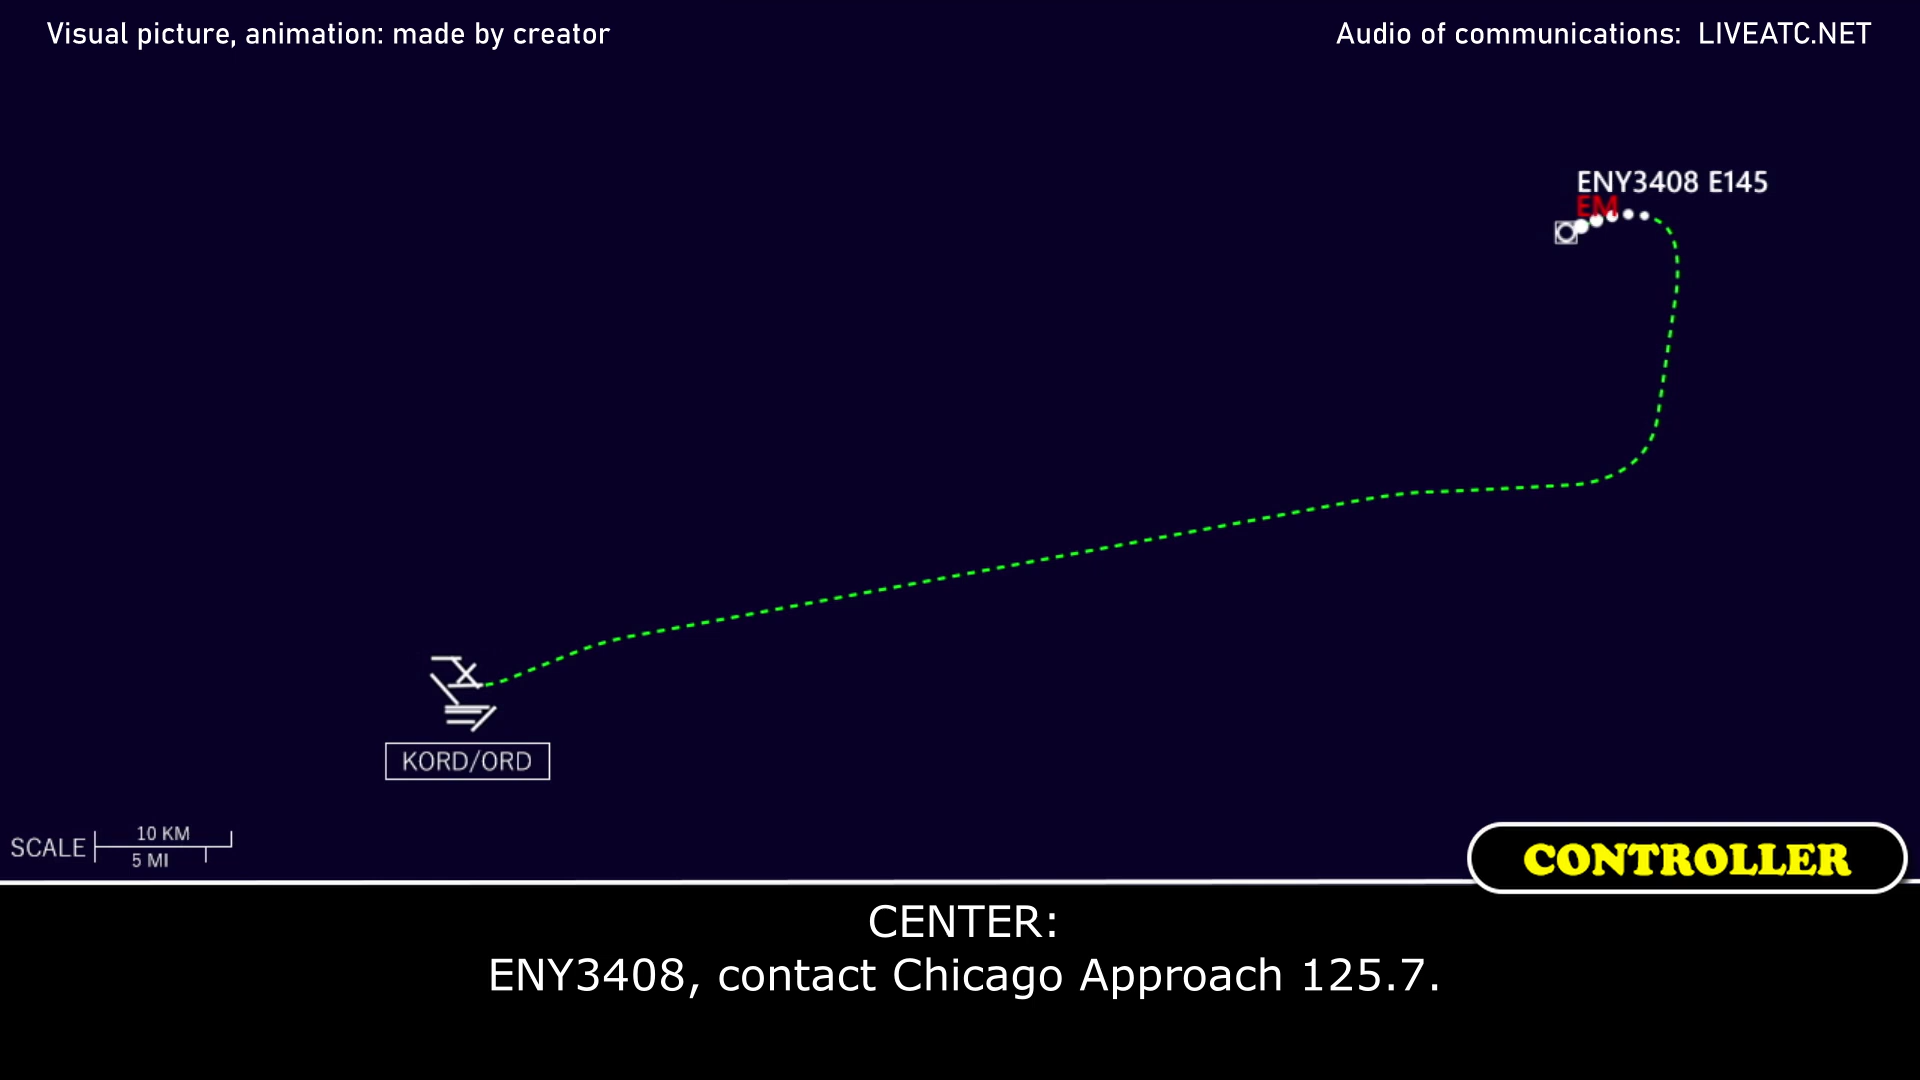 Visual picture, animation: made by creator
Audio of communications: LIVEATC.NET
ENY3408 E145
EM
KORD/ORD
SCALE
10 KM
5 MI
CONTROLLER
CENTER:
ENY3408, contact Chicago Approach 125.7.